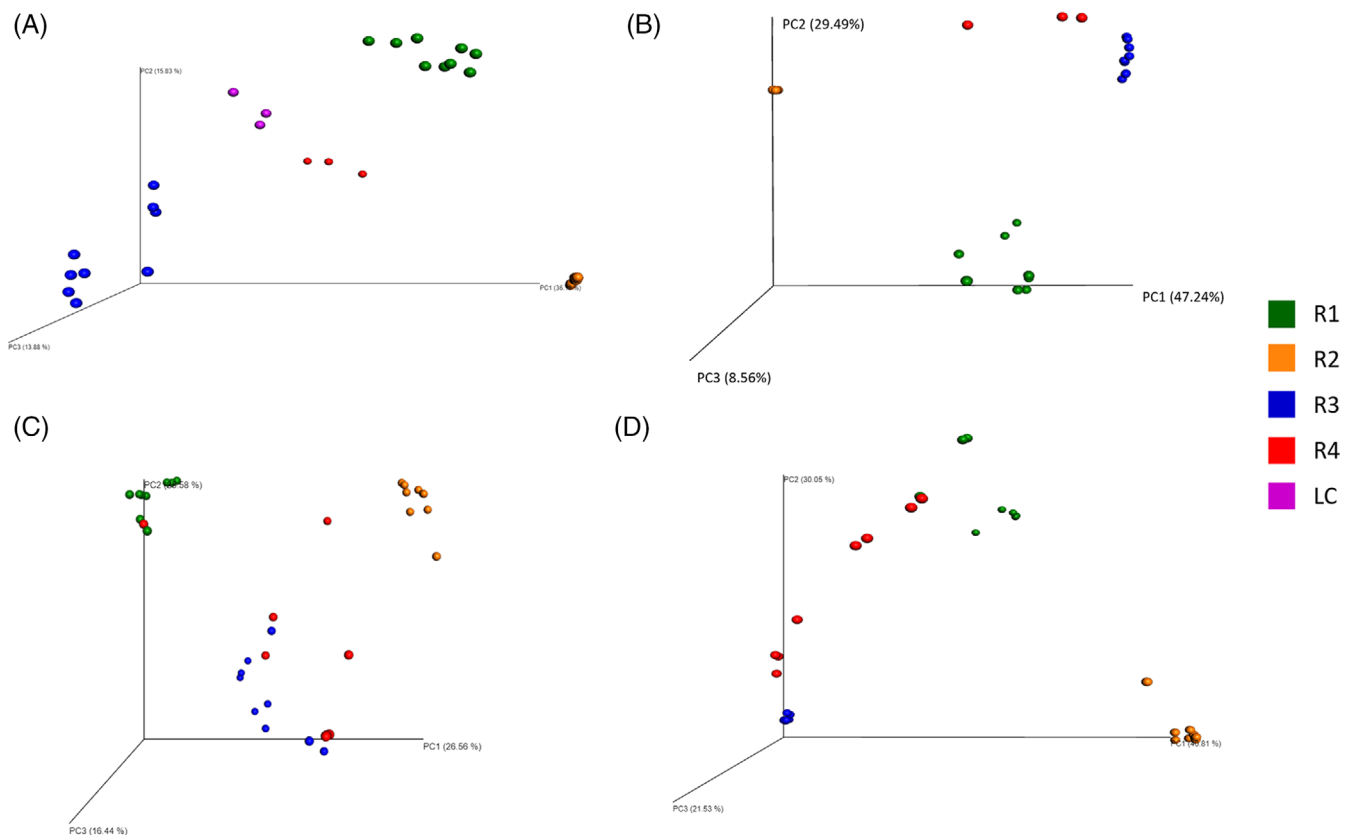 (A)
PC2 (15.83 %)
PC3 (13.88 %)
(B)
PC2 (29.49%)
PC1 (47.24%)
PC3 (8.56%)
R1
R2
R3
R4
LC
(C)
PC1 (26.56 %)
PC3 (16.44 %)
(D)
PC2 (30.05 %)
PC3 (21.53 %)